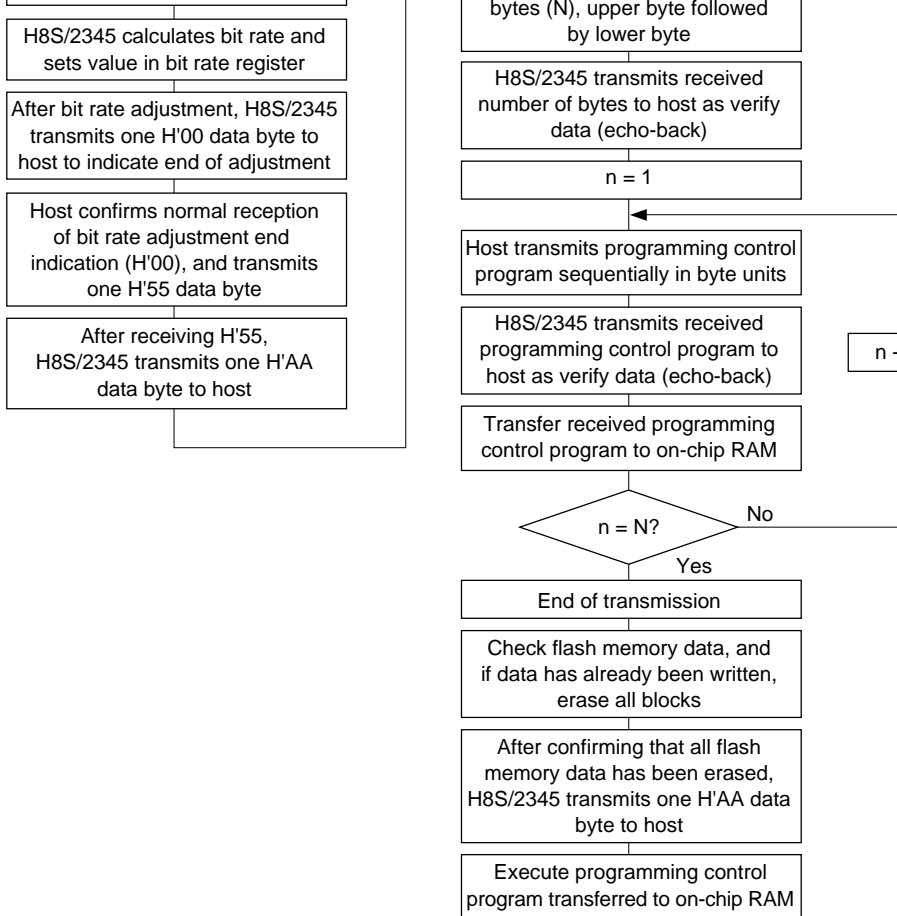 H8S/2345 calculates bit rate and
sets value in bit rate register
After bit rate adjustment, H8S/2345
transmits one H'00 data byte to
host to indicate end of adjustment
Host confirms normal reception
of bit rate adjustment end
indication (H'00), and transmits
one H'55 data byte
After receiving H'55,
H8S/2345 transmits one H'AA
data byte to host
bytes (N), upper byte followed
by lower byte
H8S/2345 transmits received
number of bytes to host as verify
data (echo-back)
n = 1
Host transmits programming control
program sequentially in byte units
H8S/2345 transmits received
programming control program to
host as verify data (echo-back)
n
Transfer received programming
control program to on-chip RAM
n = N?
No
Yes
End of transmission
Check flash memory data, and
if data has already been written,
erase all blocks
After confirming that all flash
memory data has been erased,
H8S/2345 transmits one H'AA data
byte to host
Execute programming control
program transferred to on-chip RAM